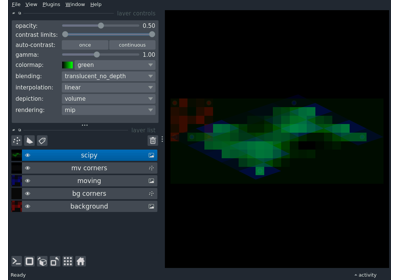 File View Plugins Window Help
layer controls
opacity: 0.50
contrast limits:
auto-contrast: once continuous
gamma: 1.00
colormap: green
blending: translucent_no_depth
interpolation: linear
depiction: volume
rendering: mip
layer list
scipy
mv corners
moving
bg corners
background
Ready activity